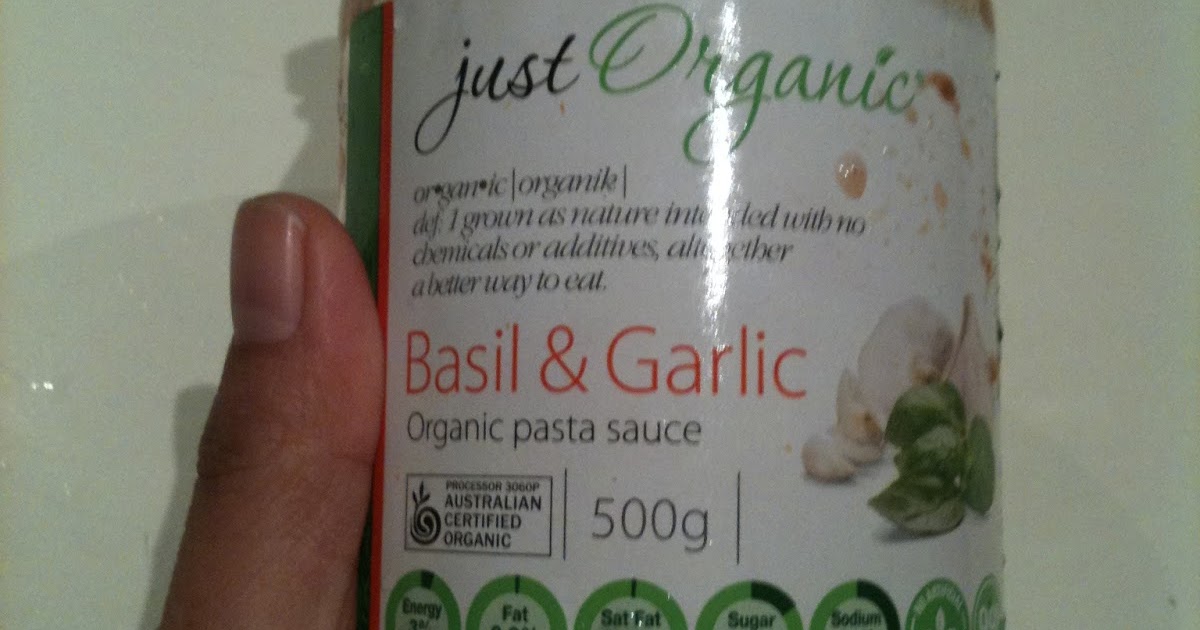 just Organic
or•gan•ic |organik|
def. 1 grown as nature intended with no
chemicals or additives, altogether
a better way to eat.
Basil & Garlic
Organic pasta sauce
PROCESSOR 3060P
AUSTRALIAN
CERTIFIED
ORGANIC
500g
Energy
3%
Fat
Sat Fat
Sugar
Sodium